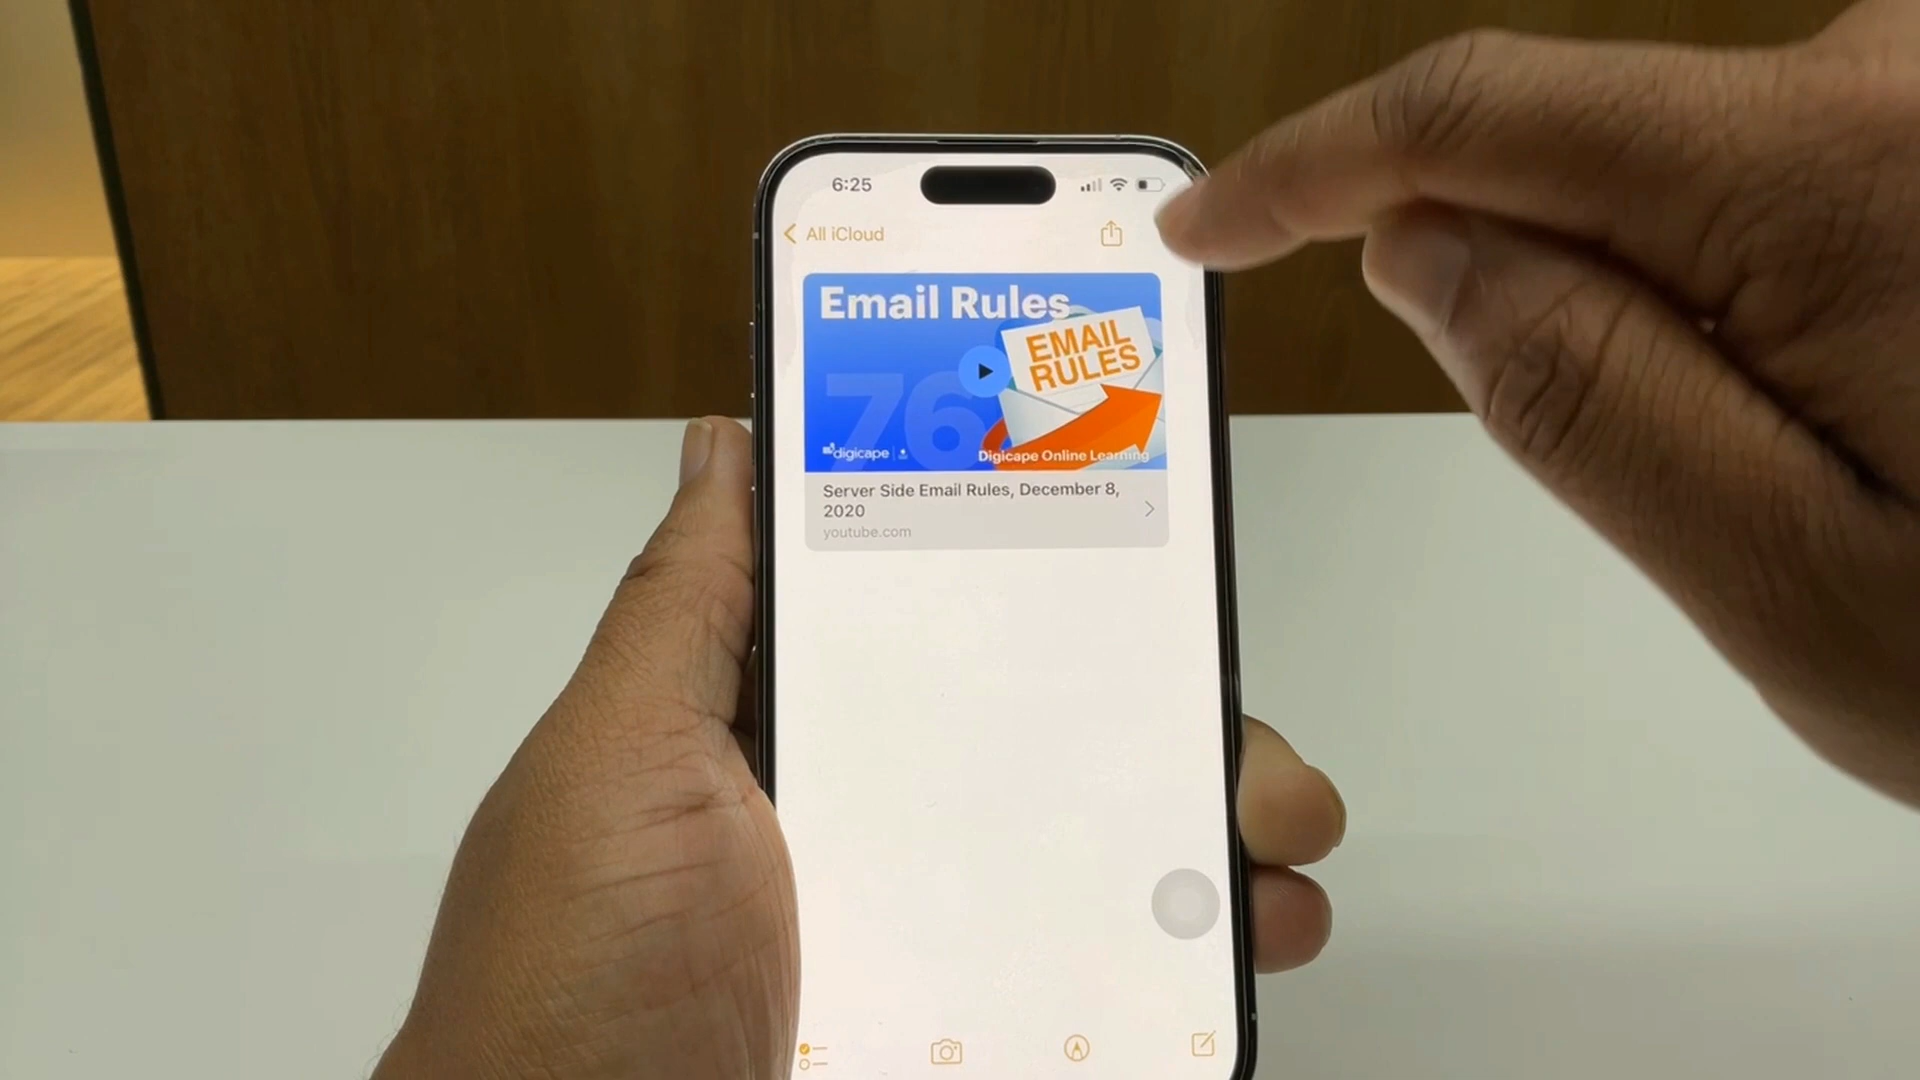 6:25
All iCloud
Email Rules
EMAIL
RULES
76
digicape
Digicape Online Learning
Server Side Email Rules, December 8,
2020
youtube.com